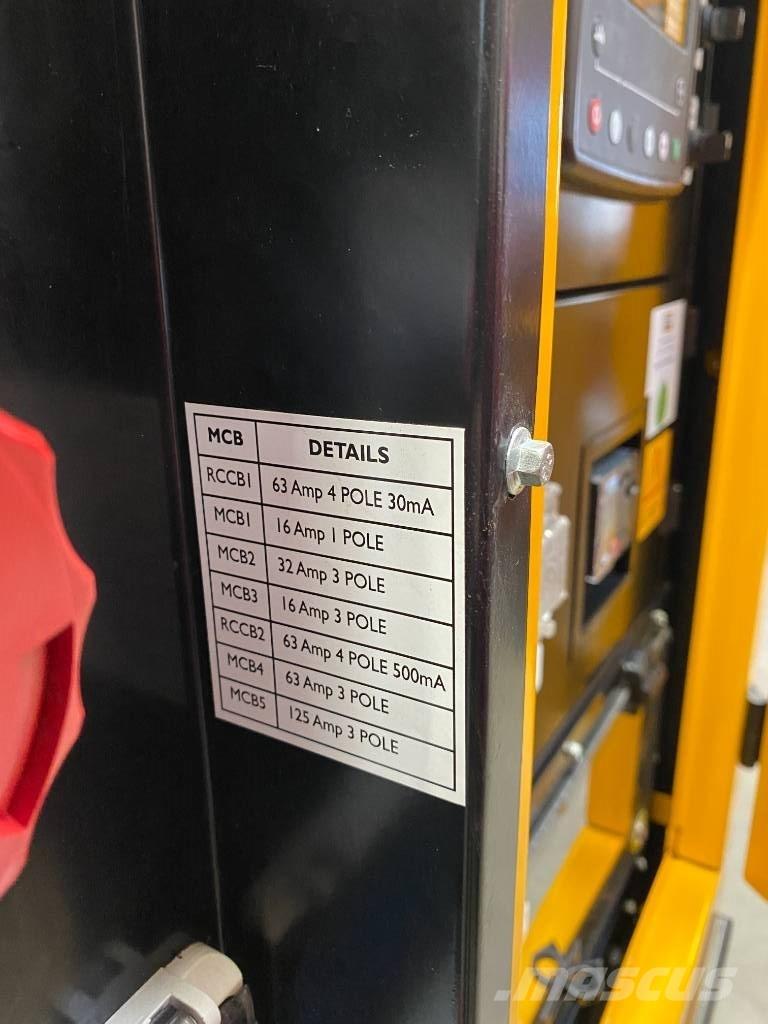 MCB DETAILS
RCCB1 63 Amp 4 POLE 30mA
MCB1 16 Amp 1 POLE
MCB2 32 Amp 3 POLE
MCB3 16 Amp 3 POLE
RCCB2 63 Amp 4 POLE 500mA
MCB4 63 Amp 3 POLE
MCB5 125 Amp 3 POLE
mascus